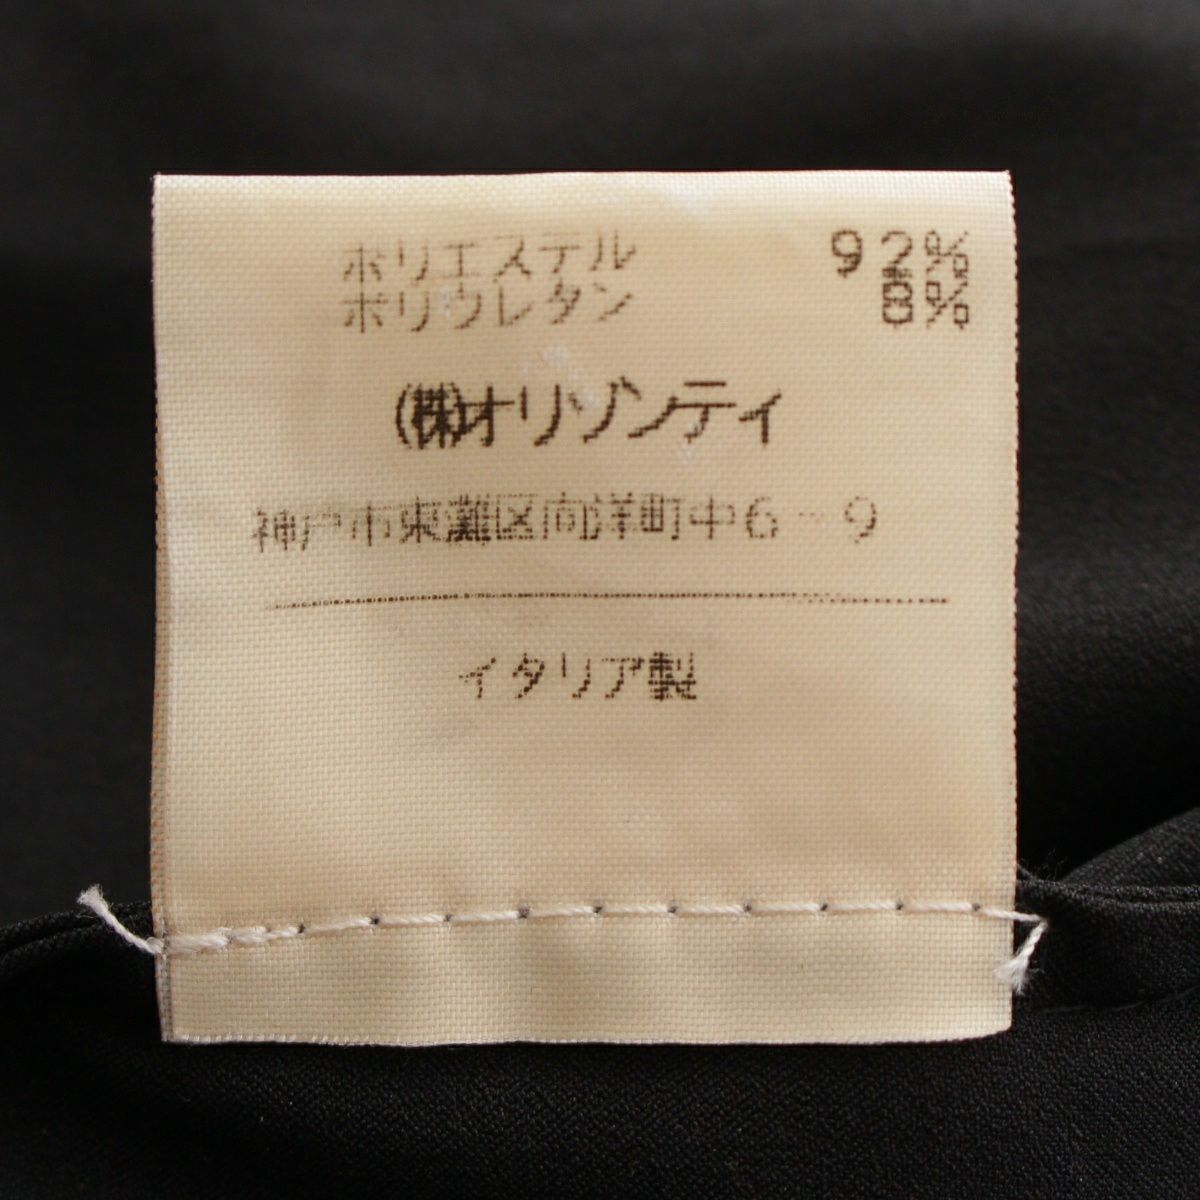 ポリエステル 92%
ポリウレタン 8%
(株)オリゾンティ
神戸市東灘区向洋町中6-9
イタリア製